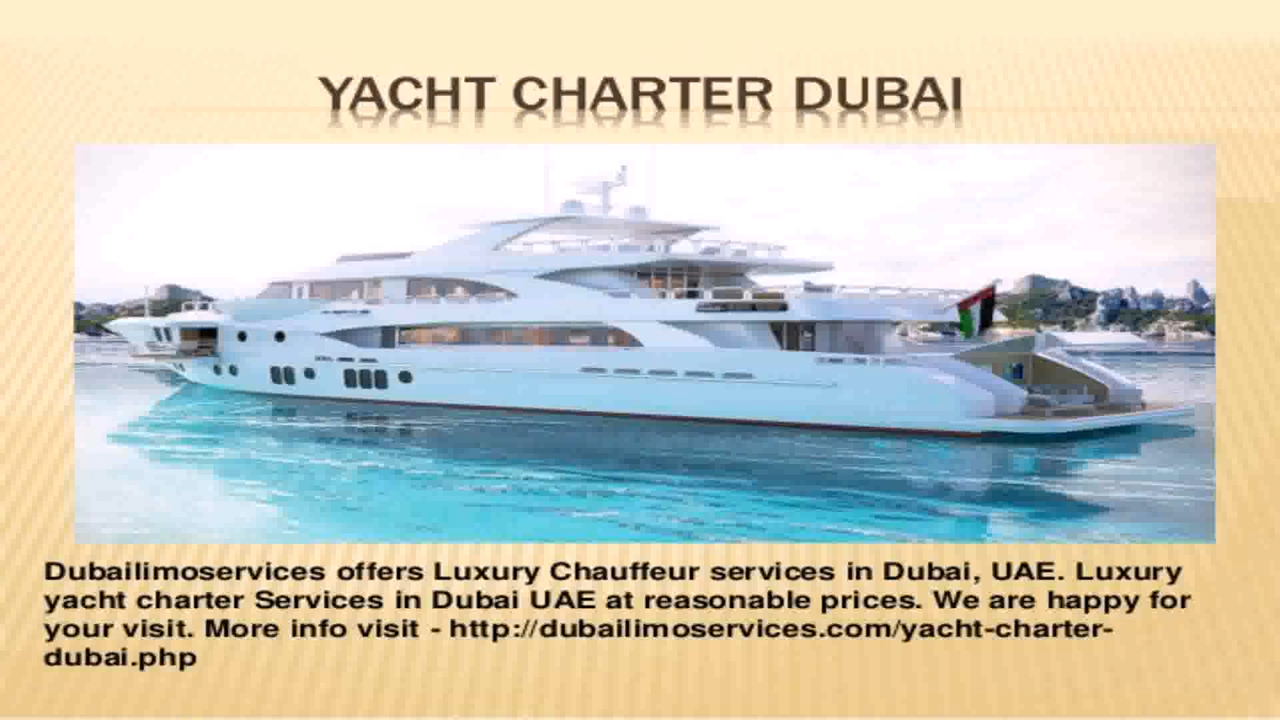 YACHT CHARTER DUBAI
Dubailimoservices offers Luxury Chauffeur services in Dubai, UAE. Luxury
yacht charter Services in Dubai UAE at reasonable prices. We are happy for
your visit. More info visit - http://dubailimoservices.com/yacht-charter-
dubai.php